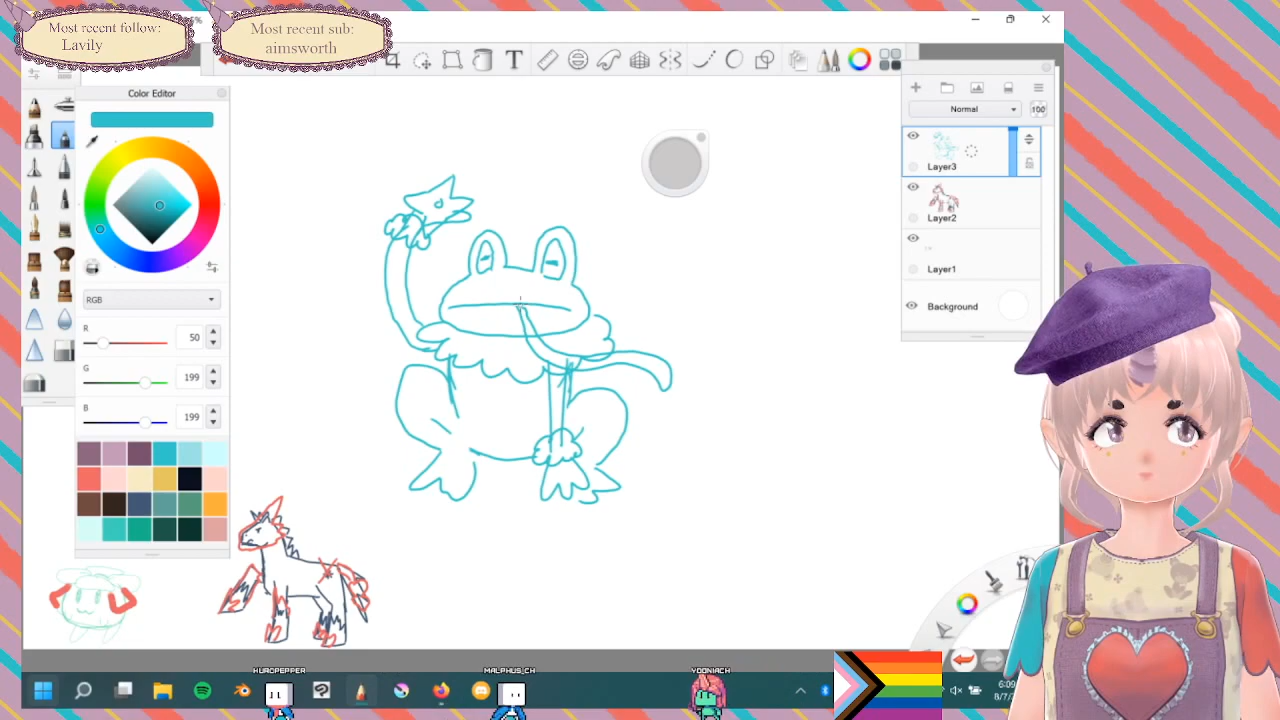 Most recent follow:
Lavily
Most recent sub:
aimsworth
Color Editor
RGB
R
50
G
199
B
199
Normal
100
Layer3
Layer2
Layer1
Background
HUROPEPPER
MALPHUS_CH
YOONIACH